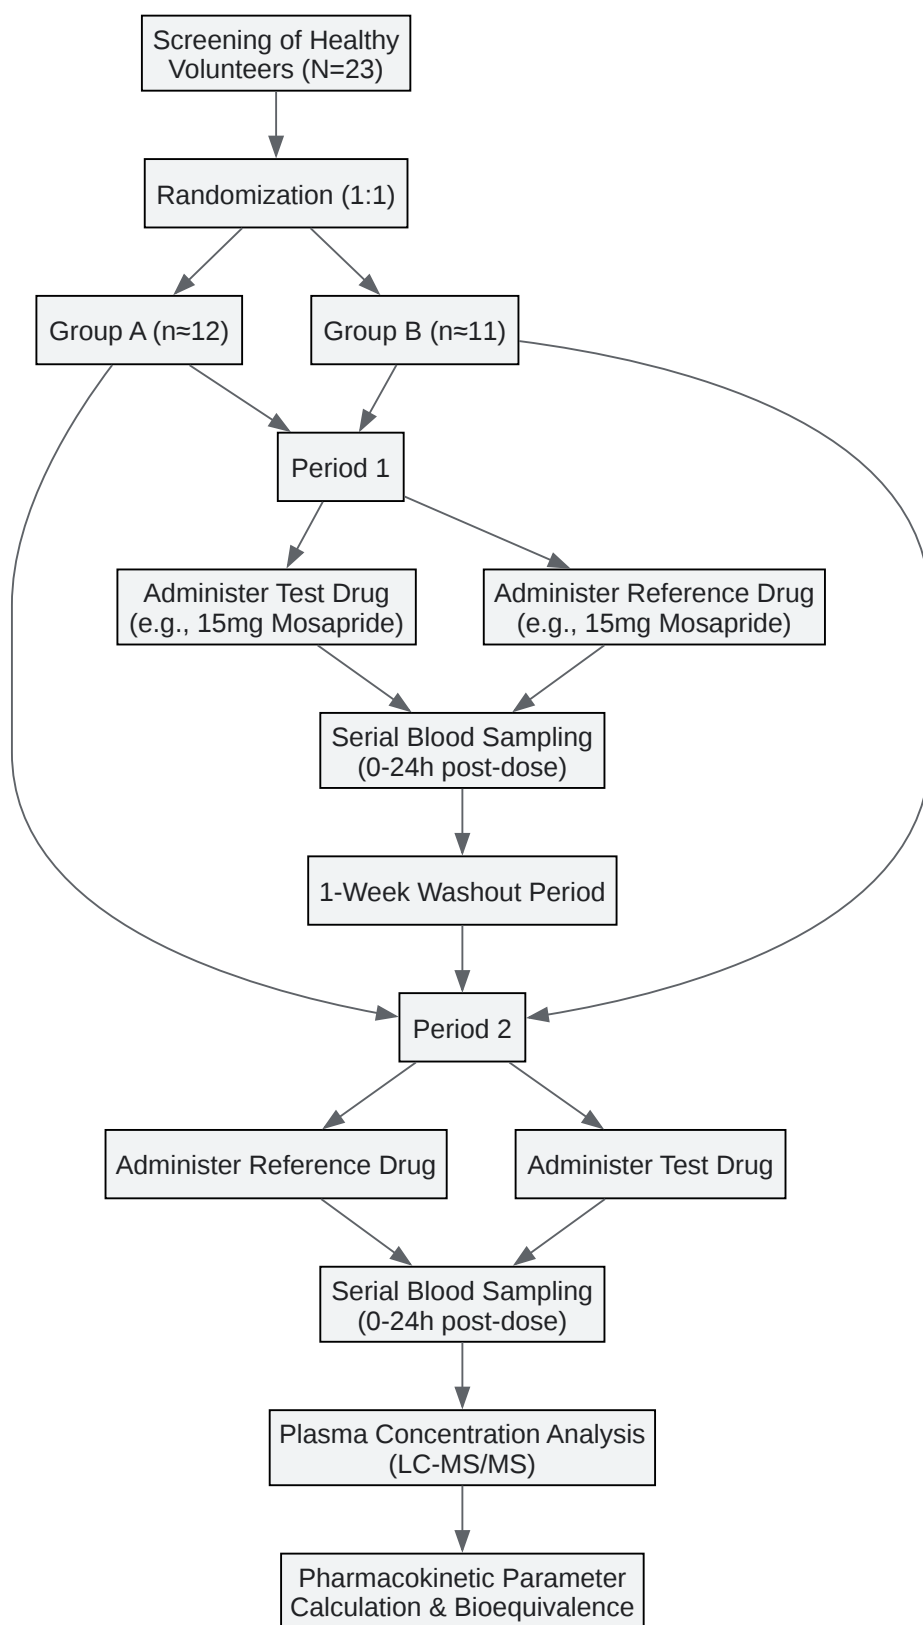 Screening of Healthy
Volunteers (N=23)
Randomization (1:1)
Group A (n≈12)
Group B (n≈11)
Period 1
Administer Test Drug
(e.g., 15mg Mosapride)
Administer Reference Drug
(e.g., 15mg Mosapride)
Serial Blood Sampling
(0-24h post-dose)
1-Week Washout Period
Period 2
Administer Reference Drug
Administer Test Drug
Serial Blood Sampling
(0-24h post-dose)
Plasma Concentration Analysis
(LC-MS/MS)
Pharmacokinetic Parameter
Calculation & Bioequivalence